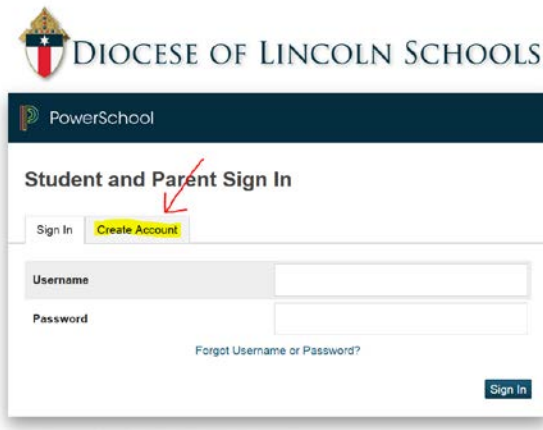 DIOCESE OF LINCOLN SCHOOLS
PowerSchool
Student and Parent Sign In
Sign In Create Account
Username
Password
Forgot Username or Password?
Sign In